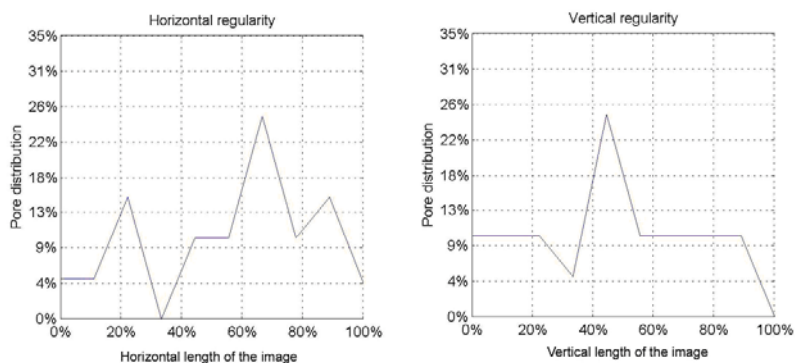 Horizontal regularity
35%
31%
26%
22%
18%
13%
9%
4%
0%
Pore distribution
0% 20% 40% 60% 80% 100%
Horizontal length of the image
Vertical regularity
35%
31%
26%
22%
18%
13%
9%
4%
0%
Pore distribution
0% 20% 40% 60% 80% 100%
Vertical length of the image